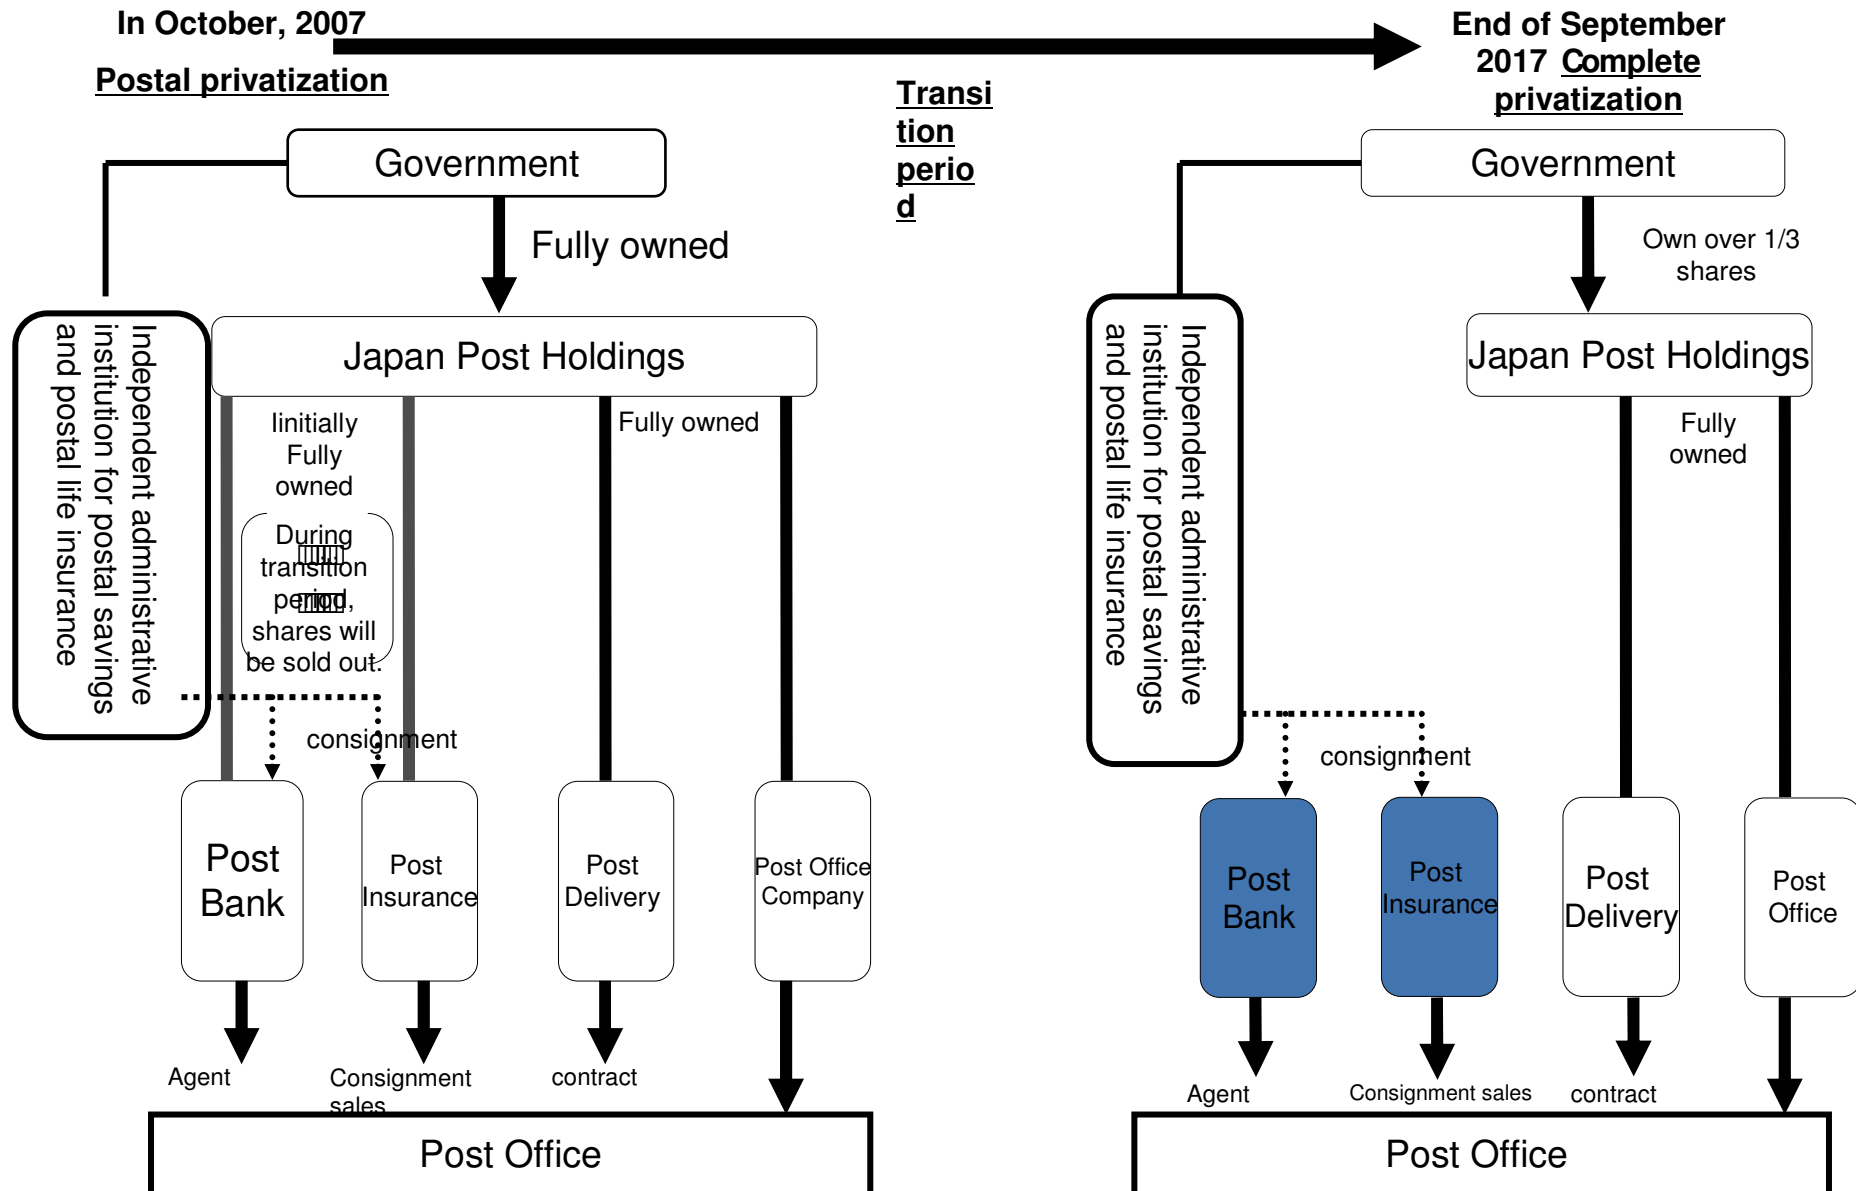 In October, 2007
Postal privatization
Transi
tion
perio
d
End of September
2017 Complete
privatization
Government
Fully owned
Independent administrative
institution for postal savings
and postal life insurance
Japan Post Holdings
Iinitially
Fully
owned
During
transition
period,
shares will
be sold out.
Fully owned
consignment
Post
Bank
Post
Insurance
Post
Delivery
Post Office
Company
Agent
Consignment
sales
contract
Post Office
Government
Own over 1/3
shares
Independent administrative
institution for postal savings
and postal life insurance
Japan Post Holdings
Fully
owned
consignment
Post
Bank
Post
Insurance
Post
Delivery
Post
Office
Agent
Consignment sales
contract
Post Office